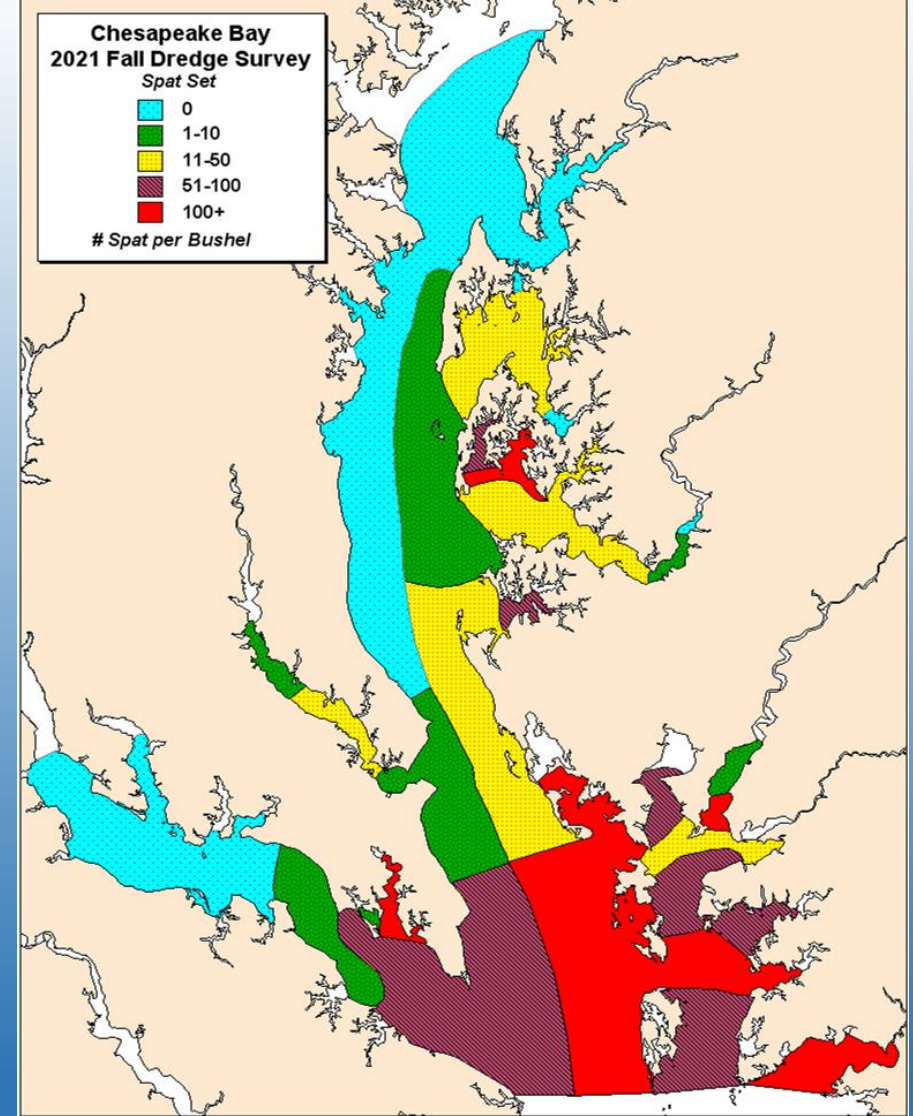 Chesapeake Bay
2021 Fall Dredge Survey
Spat Set
0
1-10
11-50
51-100
100+
# Spat per Bushel